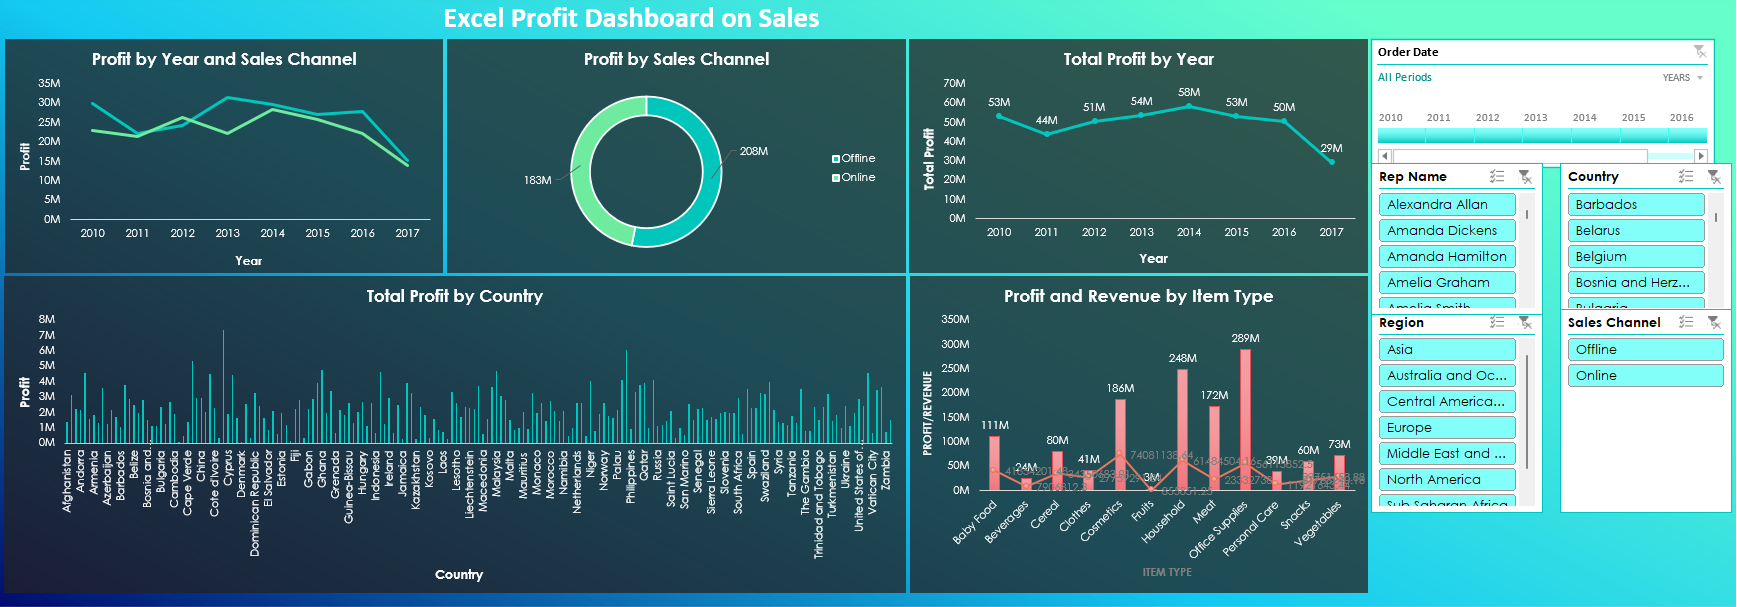 Excel Profit Dashboard on Sales
Profit by Year and Sales Channel
35M
30M
25M
20M
15M
10M
5M
0M
Profit
2010 2011 2012 2013 2014 2015 2016 2017
Year
Profit by Sales Channel
208M
183M
Offline
Online
Total Profit by Year
70M
60M
50M
40M
30M
20M
10M
0M
Total Profit
53M 44M 51M 54M 58M 53M 50M 29M
2010 2011 2012 2013 2014 2015 2016 2017
Year
Order Date
All Periods YEARS
2010 2011 2012 2013 2014 2015 2016
Rep Name
Alexandra Allan
Amanda Dickens
Amanda Hamilton
Amelia Graham
Amelia Smith
Country
Barbados
Belarus
Belgium
Bosnia and Herz...
Bulgaria
Region
Asia
Australia and Oc...
Central America...
Europe
Middle East and ...
North America
Sub Saharan Africa
Sales Channel
Offline
Online
Total Profit by Country
8M
7M
6M
5M
4M
3M
2M
1M
0M
Profit
Afghanistan
Andorra
Armenia
Azerbaijan
Barbados
Belize
Bosnia and...
Bulgaria
Cambodia
Cape Verde
China
Cote d'Ivoire
Cyprus
Denmark
Dominican Republic
El Salvador
Estonia
Fiji
Gabon
Ghana
Grenada
Guinea-Bissau
Hungary
Indonesia
Ireland
Jamaica
Kazakhstan
Kosovo
Laos
Lesotho
Liechtenstein
Macedonia
Malaysia
Malta
Mauritius
Monaco
Morocco
Namibia
Netherlands
Niger
Norway
Palau
Philippines
Qatar
Russia
Saint Lucia
San Marino
Senegal
Sierra Leone
Slovenia
South Africa
Spain
Swaziland
Syria
Tanzania
The Gambia
Trinidad and Tobago
Turkmenistan
Ukraine
United States of...
Vatican City
Zambia
Country
Profit and Revenue by Item Type
350M
300M
250M
200M
150M
100M
50M
0M
PROFIT/REVENUE
111M 24M 80M 41M 186M 3M 248M 172M 289M 39M 60M 73M
74081138.64
Baby Food
Beverages
Cereal
Clothes
Cosmetics
Fruits
Household
Meat
Office Supplies
Personal Care
Snacks
Vegetables
ITEM TYPE